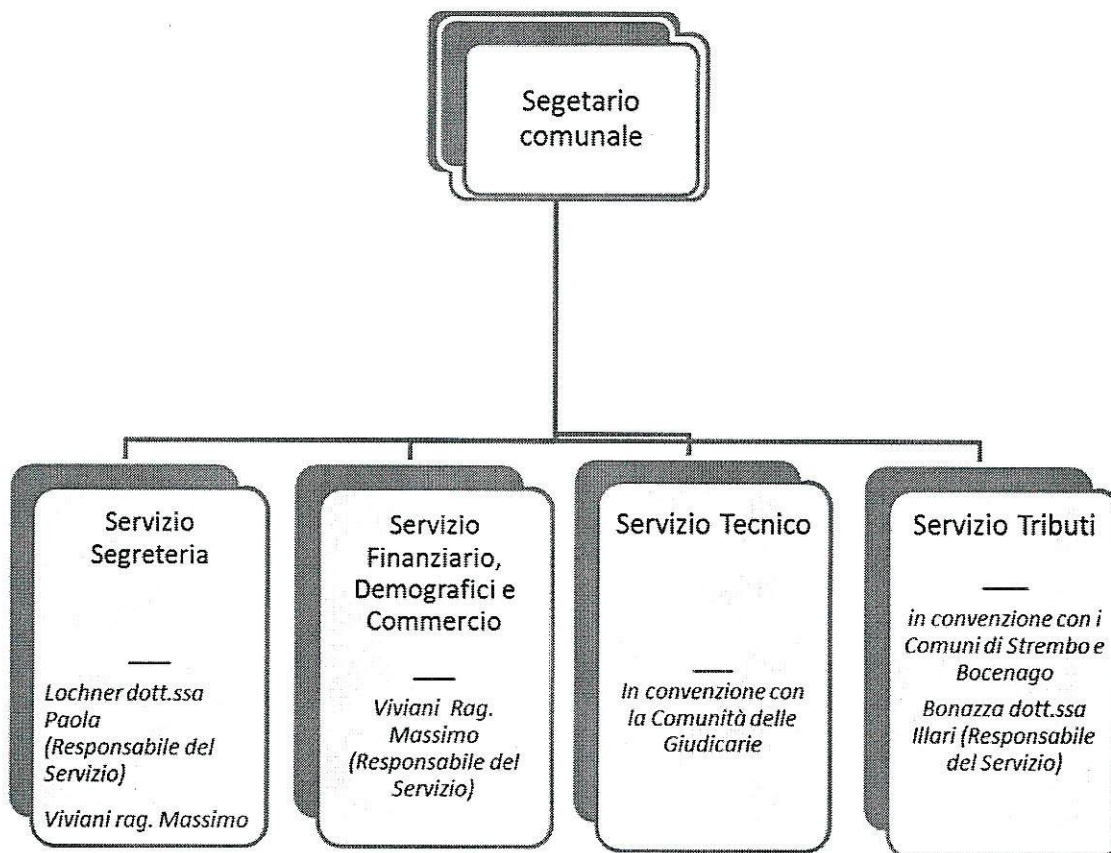 Segetario
comunale
Servizio
Segreteria
Lochner dott.ssa
Paola
(Responsabile del
Servizio)
Viviani rag. Massimo
Servizio
Finanziario,
Demografici e
Commercio
Viviani Rag.
Massimo
(Responsabile del
Servizio)
Servizio Tecnico
In convenzione con
la Comunità delle
Giudicarie
Servizio Tributi
in convenzione con i
Comuni di Strembo e
Bocenago
Bonazza dott.ssa
Illari (Responsabile
del Servizio)